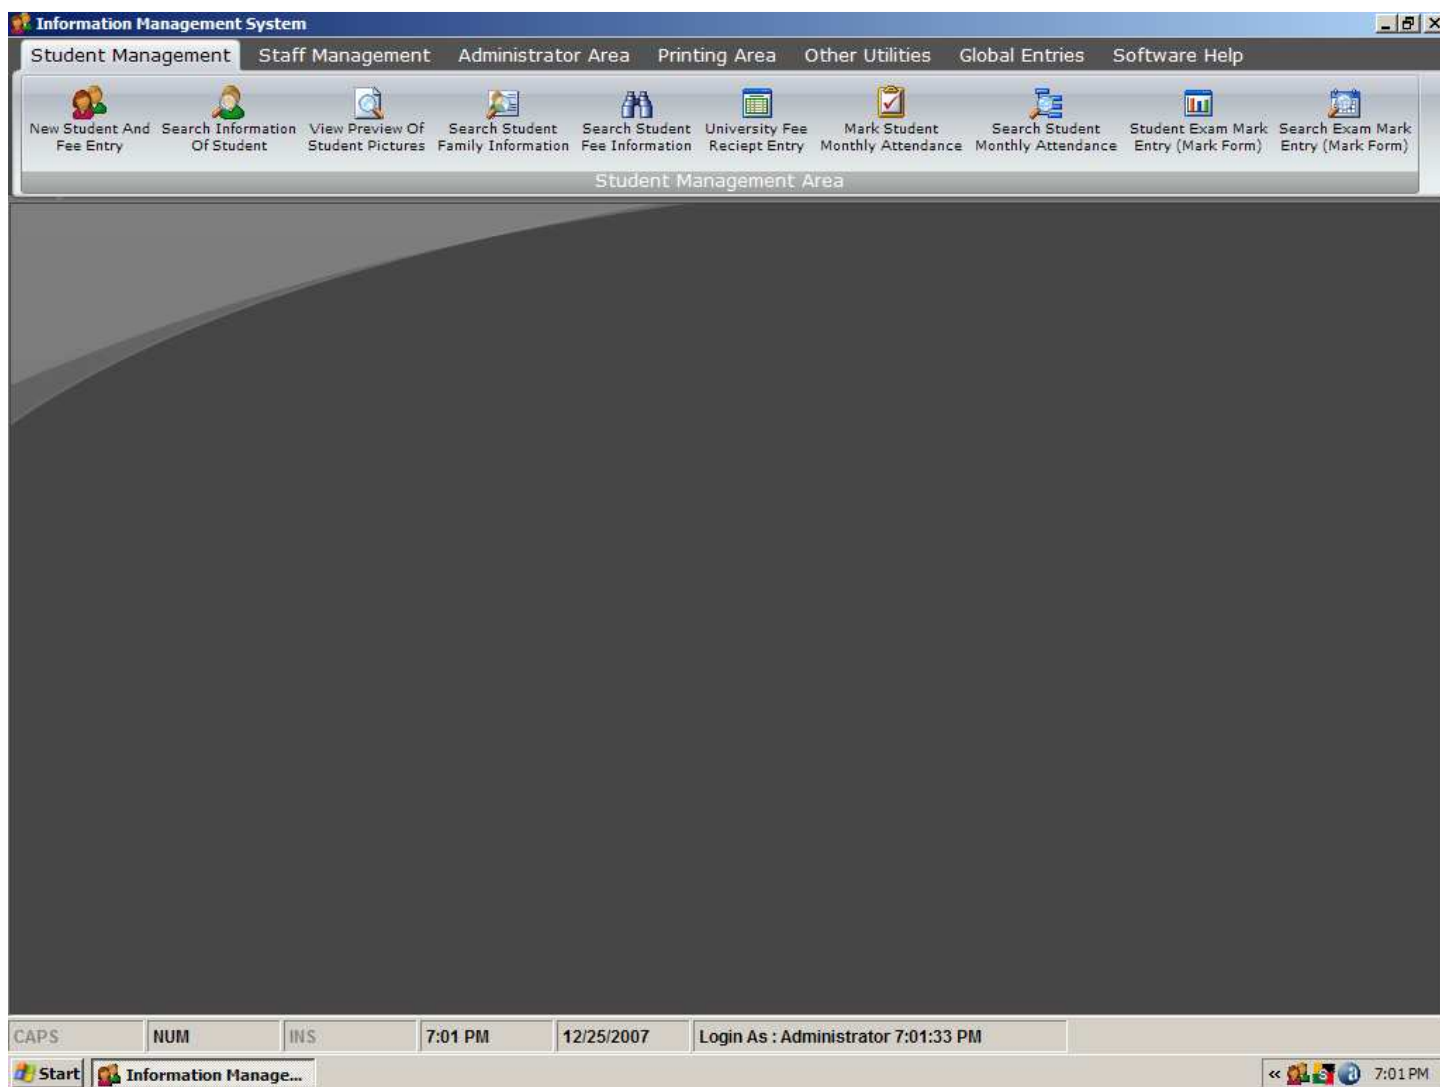 Information Management System
Student Management Staff Management Administrator Area Printing Area Other Utilities Global Entries Software Help
New Student And Search Information View Preview Of Search Student Search Student University Fee Mark Student Search Student Student Exam Mark Search Exam Mark
Fee Entry Of Student Student Pictures Family Information Fee Information Reciept Entry Monthly Attendance Monthly Attendance Entry (Mark Form) Entry (Mark Form)
Student Management Area
CAPS NUM INS 7:01 PM 12/25/2007 Login As : Administrator 7:01:33 PM
Start Information Manage... « 7:01 PM